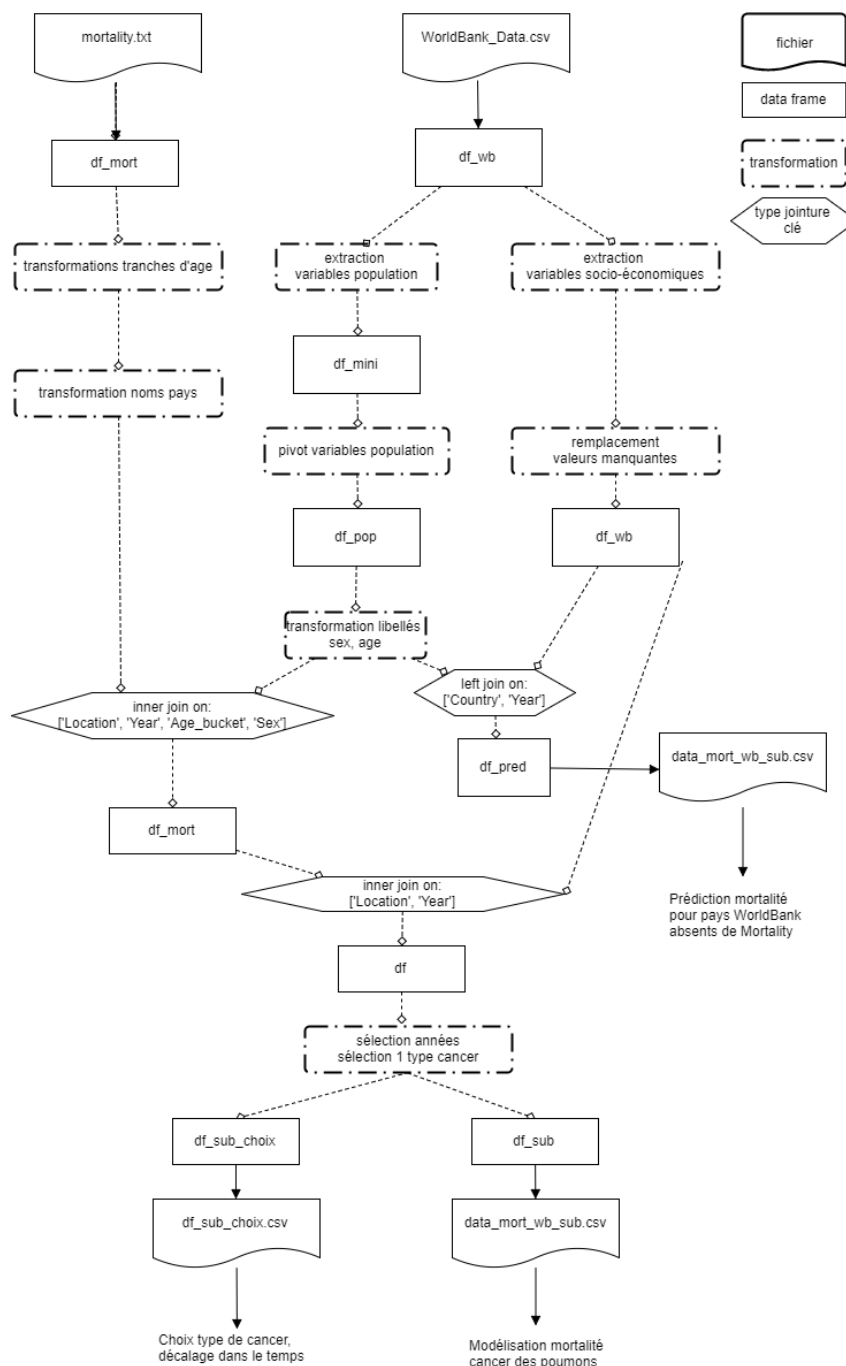 mortality.txt
WorldBank_Data.csv
fichier
data frame
df_mort
df_wb
transformation
type jointure
clé
transformations tranches d'age
extraction
variables population
extraction
variables socio-économiques
df_mini
transformation noms pays
pivot variables population
remplacement
valeurs manquantes
df_pop
df_wb
transformation libellés
sex, age
left join on:
['Country', 'Year']
inner join on:
['Location', 'Year', 'Age_bucket', 'Sex']
df_pred
data_mort_wb_sub.csv
df_mort
inner join on:
['Location', 'Year']
Prédiction mortalité
pour pays WorldBank
absents de Mortality
df
sélection années
sélection 1 type cancer
df_sub_choix
df_sub
df_sub_choix.csv
data_mort_wb_sub.csv
Choix type de cancer,
décalage dans le temps
Modélisation mortalité
cancer des poumons